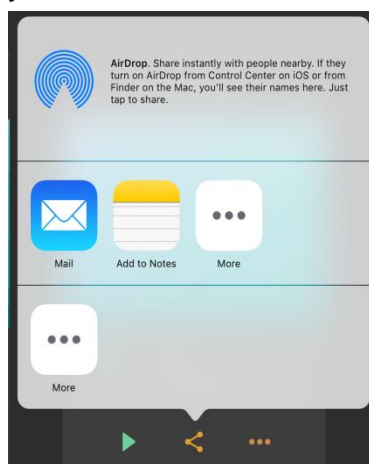 AirDrop. Share instantly with people nearby. If they
turn on AirDrop from Control Center on iOS or from
Finder on the Mac, you'll see their names here. Just
tap to share.
Mail
Add to Notes
More
More